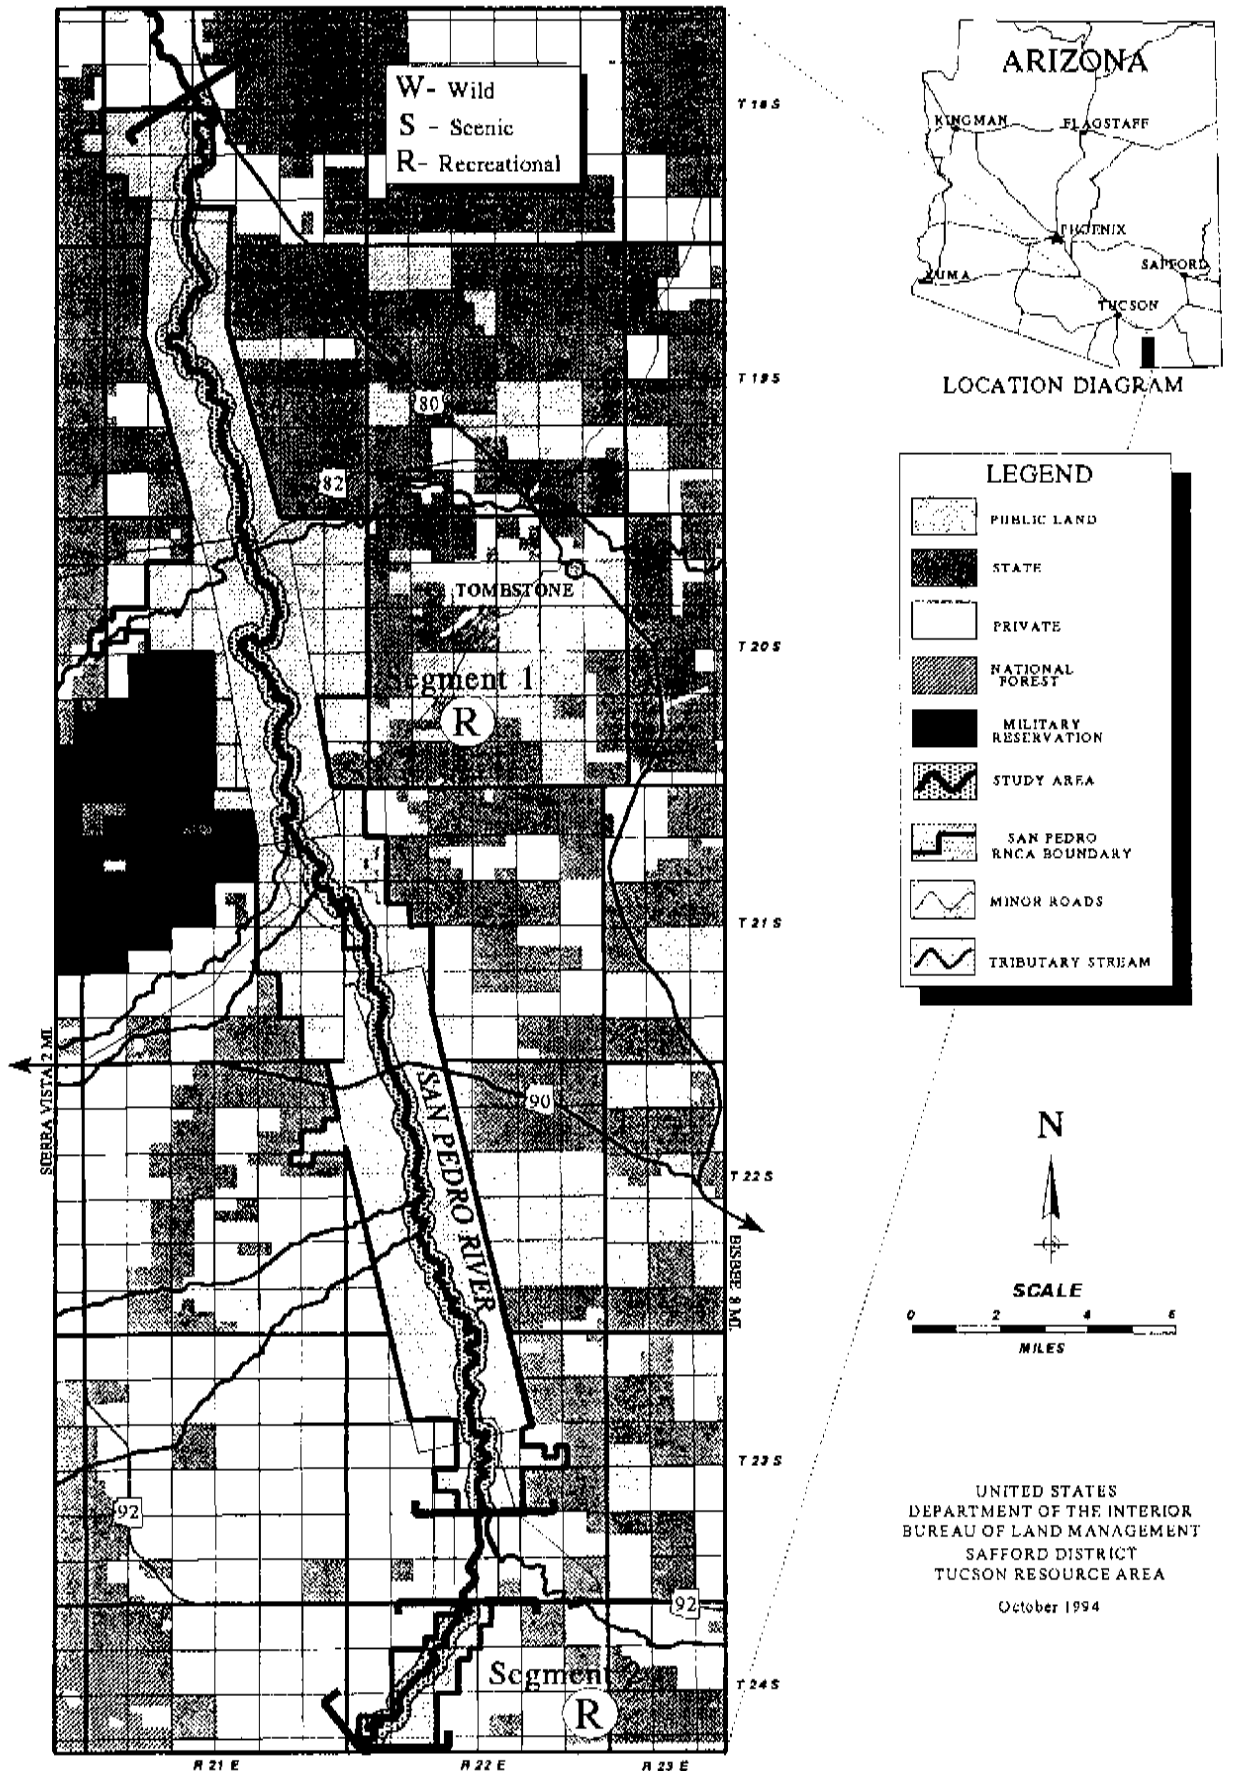 W - Wild
S - Scenic
R - Recreational
T 18 S
T 19 S
T 20 S
T 21 S
T 22 S
T 23 S
T 24 S
80
82
TOMBSTONE
Segment 1
R
SIERRA VISTA 2 MI.
90
SAN PEDRO RIVER
BISBEE 9 MI.
92
92
Segment 2
R
R 21 E
R 22 E
R 23 E
ARIZONA
KINGMAN
FLAGSTAFF
PHOENIX
SAFFORD
YUMA
TUCSON
LOCATION DIAGRAM
LEGEND
PUBLIC LAND
STATE
PRIVATE
NATIONAL
FOREST
MILITARY
RESERVATION
STUDY AREA
SAN PEDRO
RNCA BOUNDARY
MINOR ROADS
TRIBUTARY STREAM
N
SCALE
0 2 4 6
MILES
UNITED STATES
DEPARTMENT OF THE INTERIOR
BUREAU OF LAND MANAGEMENT
SAFFORD DISTRICT
TUCSON RESOURCE AREA
October 1994